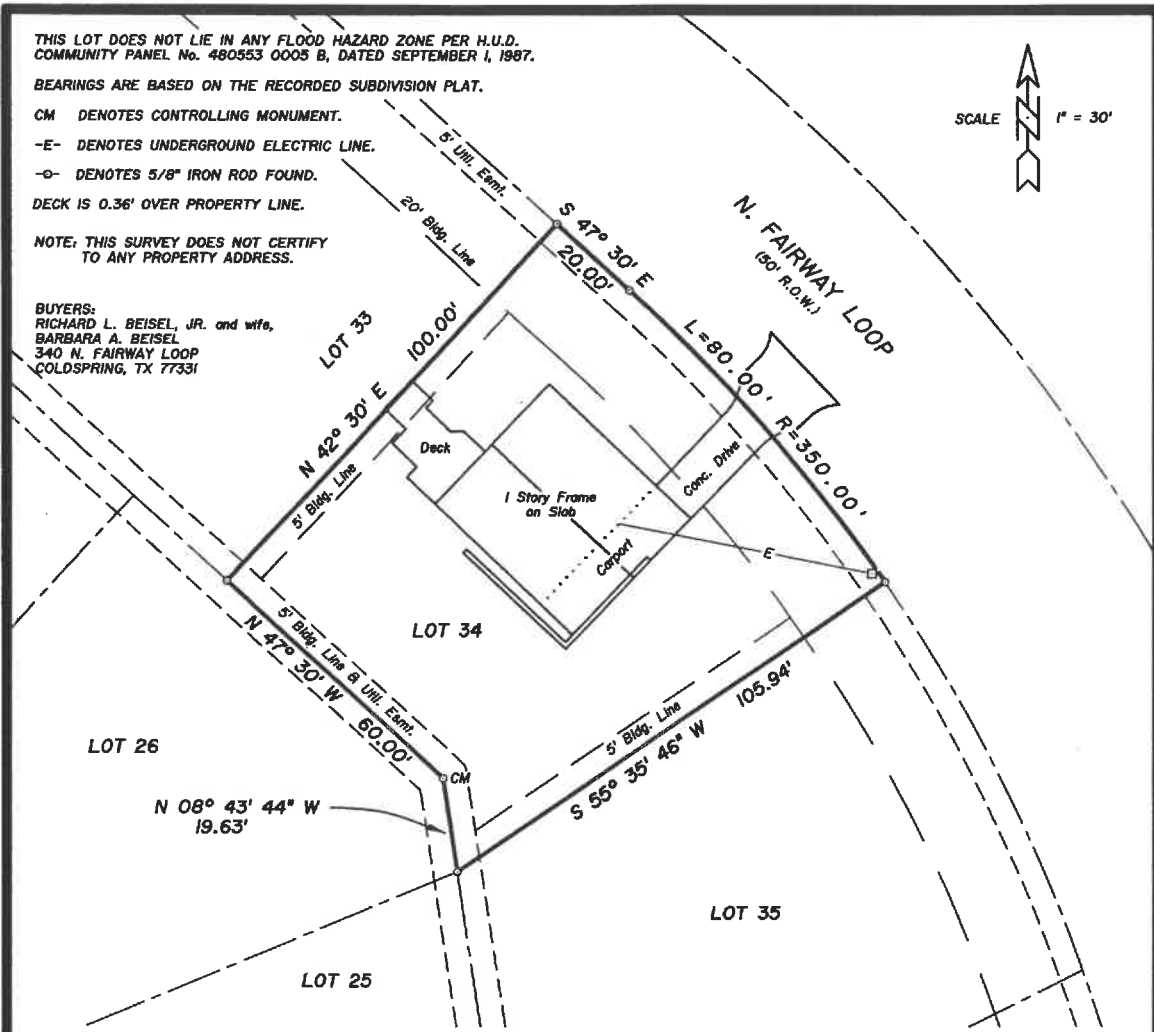 THIS LOT DOES NOT LIE IN ANY FLOOD HAZARD ZONE PER H.U.D.
COMMUNITY PANEL No. 480553 0005 B, DATED SEPTEMBER 1, 1987.
BEARINGS ARE BASED ON THE RECORDED SUBDIVISION PLAT.
CM DENOTES CONTROLLING MONUMENT.
-E- DENOTES UNDERGROUND ELECTRIC LINE.
-o- DENOTES 5/8" IRON ROD FOUND.
DECK IS 0.36' OVER PROPERTY LINE.
NOTE: THIS SURVEY DOES NOT CERTIFY
TO ANY PROPERTY ADDRESS.
BUYERS:
RICHARD L. BEISEL, JR. and wife,
BARBARA A. BEISEL
340 N. FAIRWAY LOOP
COLDSPRING, TX 77331
SCALE 1" = 30'
N
5' Util. Esmt.
20' Bldg. Line
S 47° 30' E
20.00'
N. FAIRWAY LOOP
(50' R.O.W.)
L=80.00' R=350.00'
LOT 33
N 42° 30' E 100.00'
5' Bldg. Line
Deck
1 Story Frame
on Slab
Conc. Drive
Carport
E
LOT 34
5' Bldg. Line & Util. Esmt.
N 47° 30' W 60.00'
CM
5' Bldg. Line
S 55° 35' 46" W 105.94'
LOT 26
N 08° 43' 44" W
19.63'
LOT 35
LOT 25